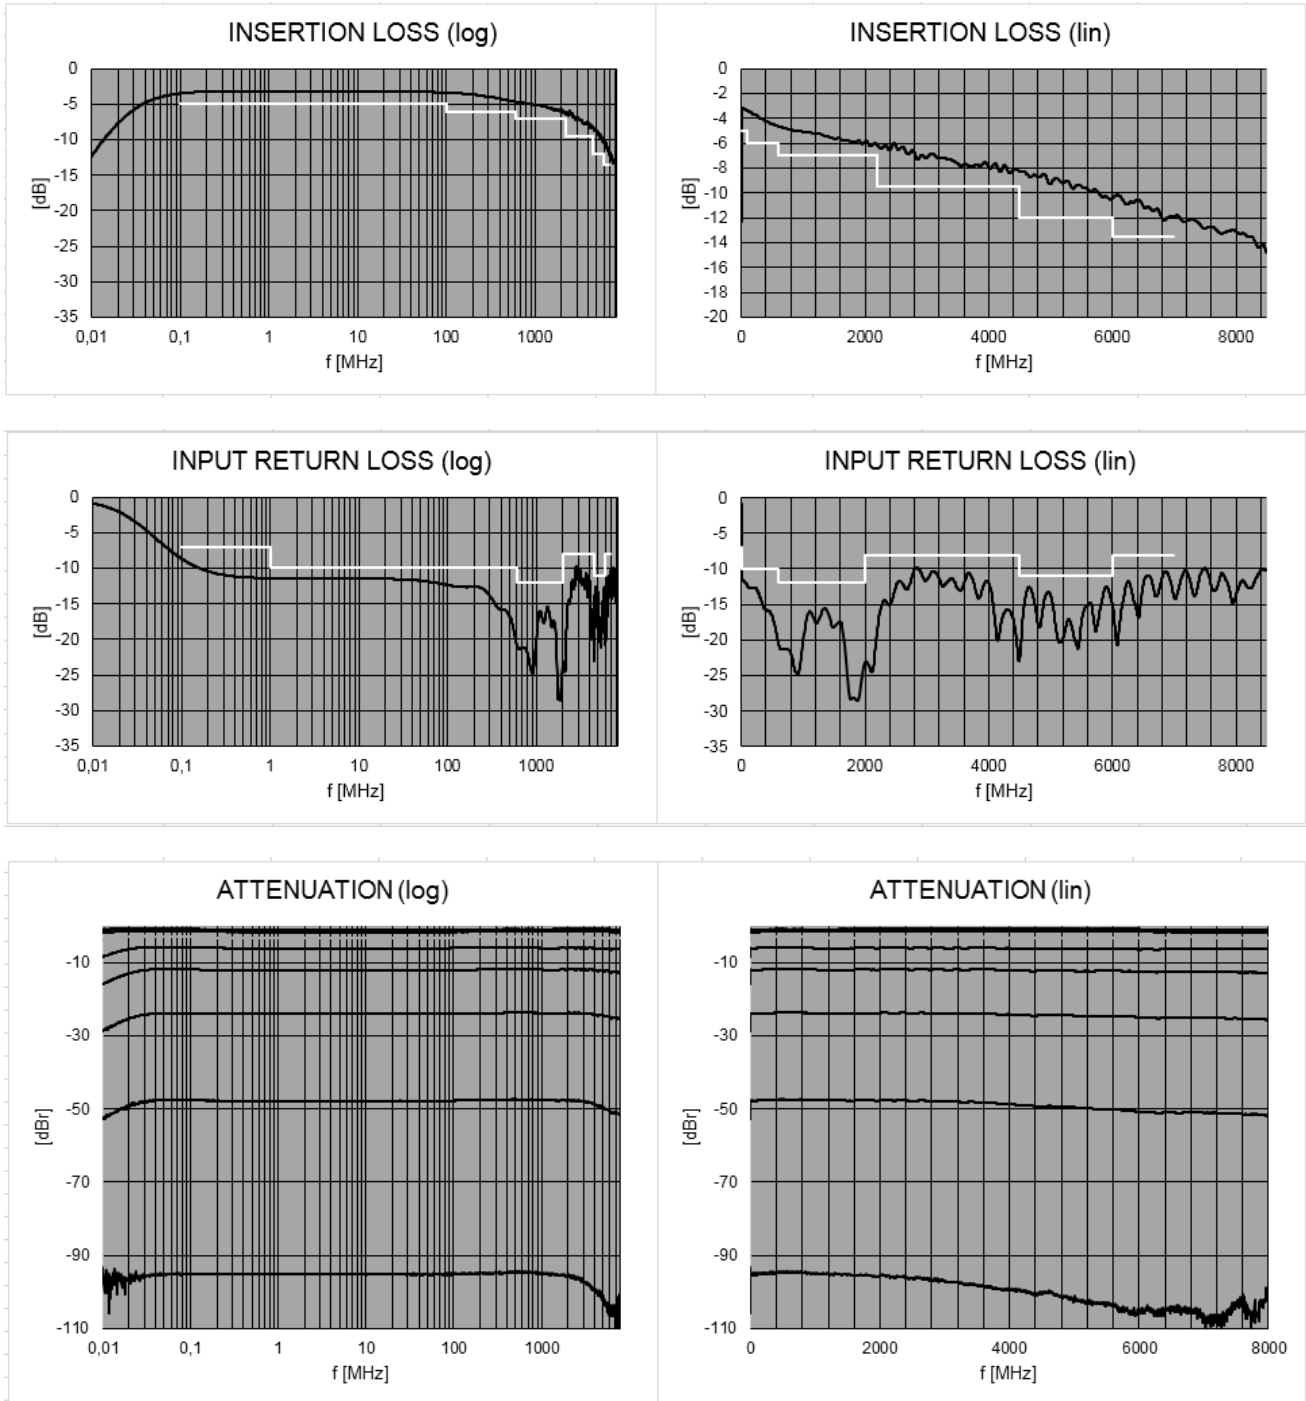 INSERTION LOSS (log)
0
-5
-10
-15
-20
-25
-30
-35
[dB]
0,01 0,1 1 10 100 1000
f [MHz]
INSERTION LOSS (lin)
0
-2
-4
-6
-8
-10
-12
-14
-16
-18
-20
[dB]
0 2000 4000 6000 8000
f [MHz]
INPUT RETURN LOSS (log)
0
-5
-10
-15
-20
-25
-30
-35
[dB]
0,01 0,1 1 10 100 1000
f [MHz]
INPUT RETURN LOSS (lin)
0
-5
-10
-15
-20
-25
-30
-35
[dB]
0 2000 4000 6000 8000
f [MHz]
ATTENUATION (log)
-10
-30
-50
-70
-90
-110
[dBr]
0,01 0,1 1 10 100 1000
f [MHz]
ATTENUATION (lin)
-10
-30
-50
-70
-90
-110
[dBr]
0 2000 4000 6000 8000
f [MHz]